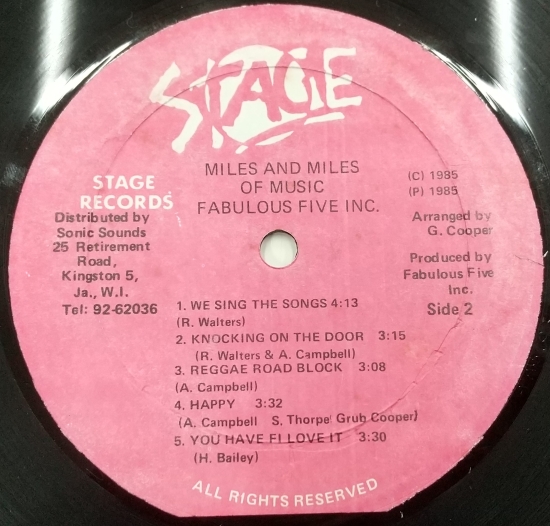 STAGE
MILES AND MILES
OF MUSIC
FABULOUS FIVE INC.
STAGE
RECORDS
Distributed by
Sonic Sounds
25 Retirement
Road,
Kingston 5,
Ja., W.I.
Tel: 92-62036
(C) 1985
(P) 1985
Arranged by
G. Cooper
Produced by
Fabulous Five
Inc.
Side 2
1. WE SING THE SONGS 4:13
(R. Walters)
2. KNOCKING ON THE DOOR 3:15
(R. Walters & A. Campbell)
3. REGGAE ROAD BLOCK 3:08
(A. Campbell)
4. HAPPY 3:32
(A. Campbell S. Thorpe Grub Cooper)
5. YOU HAVE FI LOVE IT 3:30
(H. Bailey)
ALL RIGHTS RESERVED